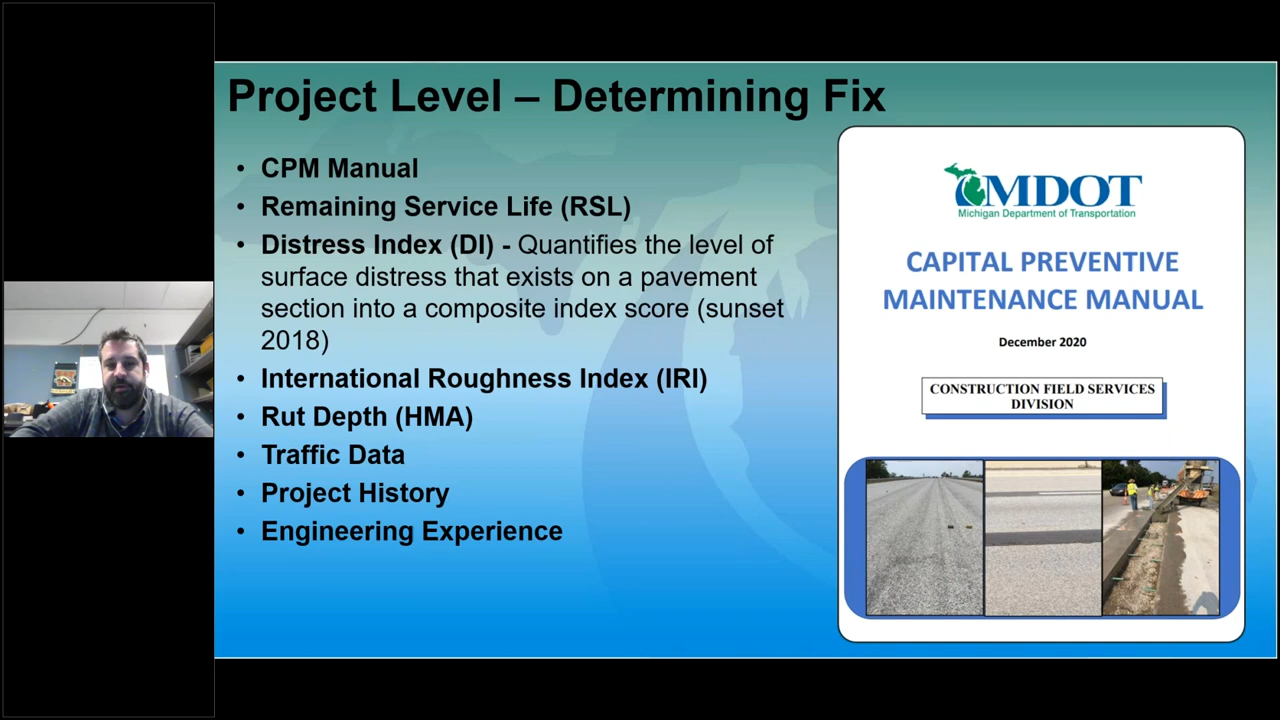 Project Level – Determining Fix
• CPM Manual
• Remaining Service Life (RSL)
• Distress Index (DI) - Quantifies the level of
surface distress that exists on a pavement
section into a composite index score (sunset
2018)
• International Roughness Index (IRI)
• Rut Depth (HMA)
• Traffic Data
• Project History
• Engineering Experience
MDOT
Michigan Department of Transportation
CAPITAL PREVENTIVE
MAINTENANCE MANUAL
December 2020
CONSTRUCTION FIELD SERVICES
DIVISION